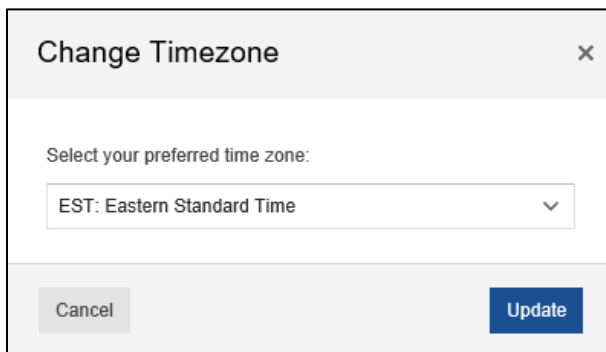 Change Timezone
Select your preferred time zone:
EST: Eastern Standard Time
Cancel
Update